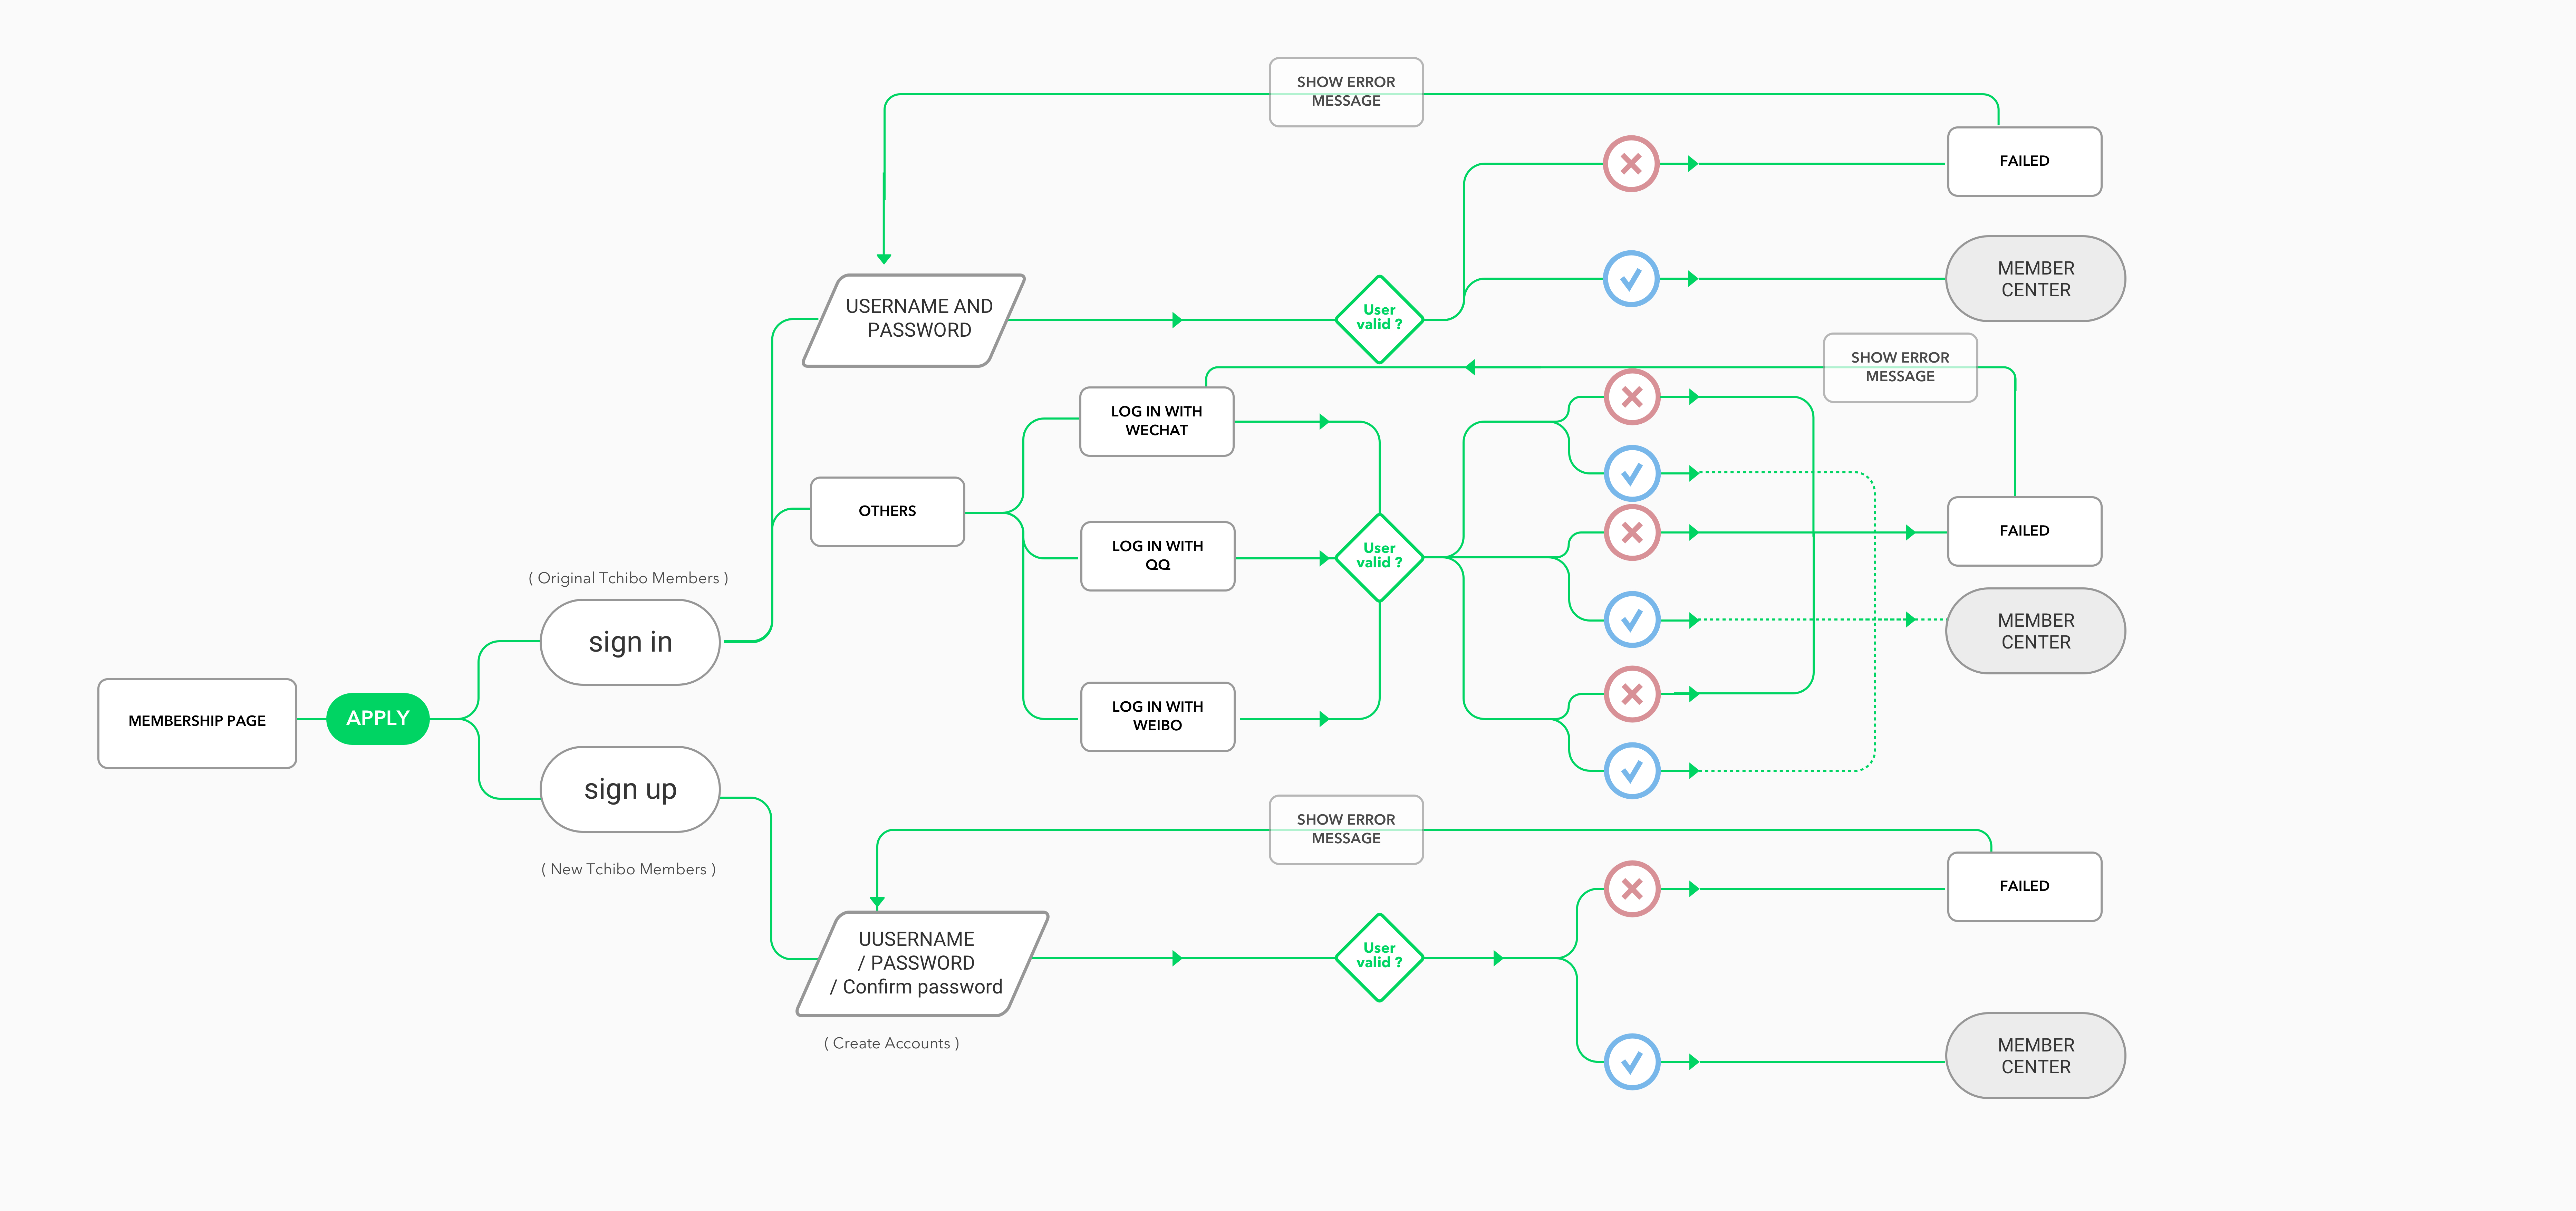 SHOW ERROR
MESSAGE
FAILED
MEMBER
CENTER
USERNAME AND
PASSWORD
User
valid ?
SHOW ERROR
MESSAGE
LOG IN WITH
WECHAT
OTHERS
LOG IN WITH
QQ
User
valid ?
FAILED
MEMBER
CENTER
( Original Tchibo Members )
sign in
MEMBERSHIP PAGE
APPLY
LOG IN WITH
WEIBO
sign up
( New Tchibo Members )
SHOW ERROR
MESSAGE
FAILED
UUSERNAME
/ PASSWORD
/ Confirm password
User
valid ?
( Create Accounts )
MEMBER
CENTER